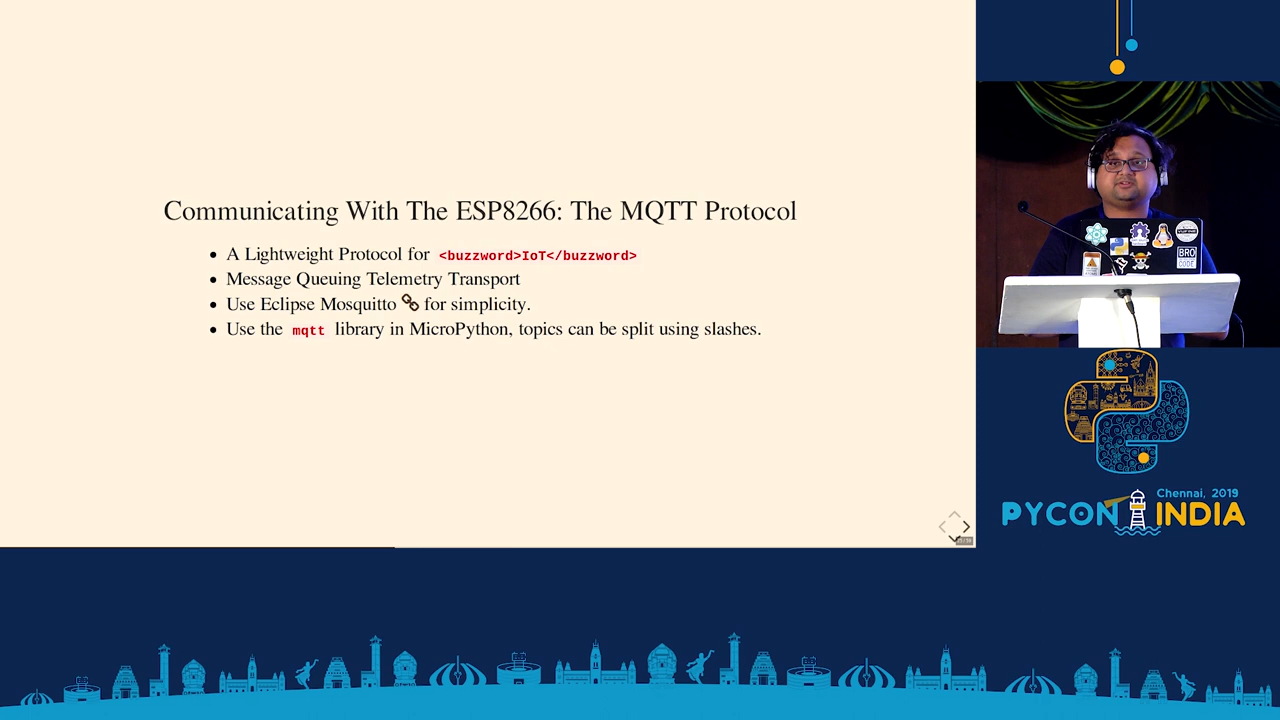 Communicating With The ESP8266: The MQTT Protocol
A Lightweight Protocol for <buzzword>IoT</buzzword>
Message Queuing Telemetry Transport
Use Eclipse Mosquitto for simplicity.
Use the mqtt library in MicroPython, topics can be split using slashes.
BRO
CODE
Chennai, 2019
PYCON INDIA